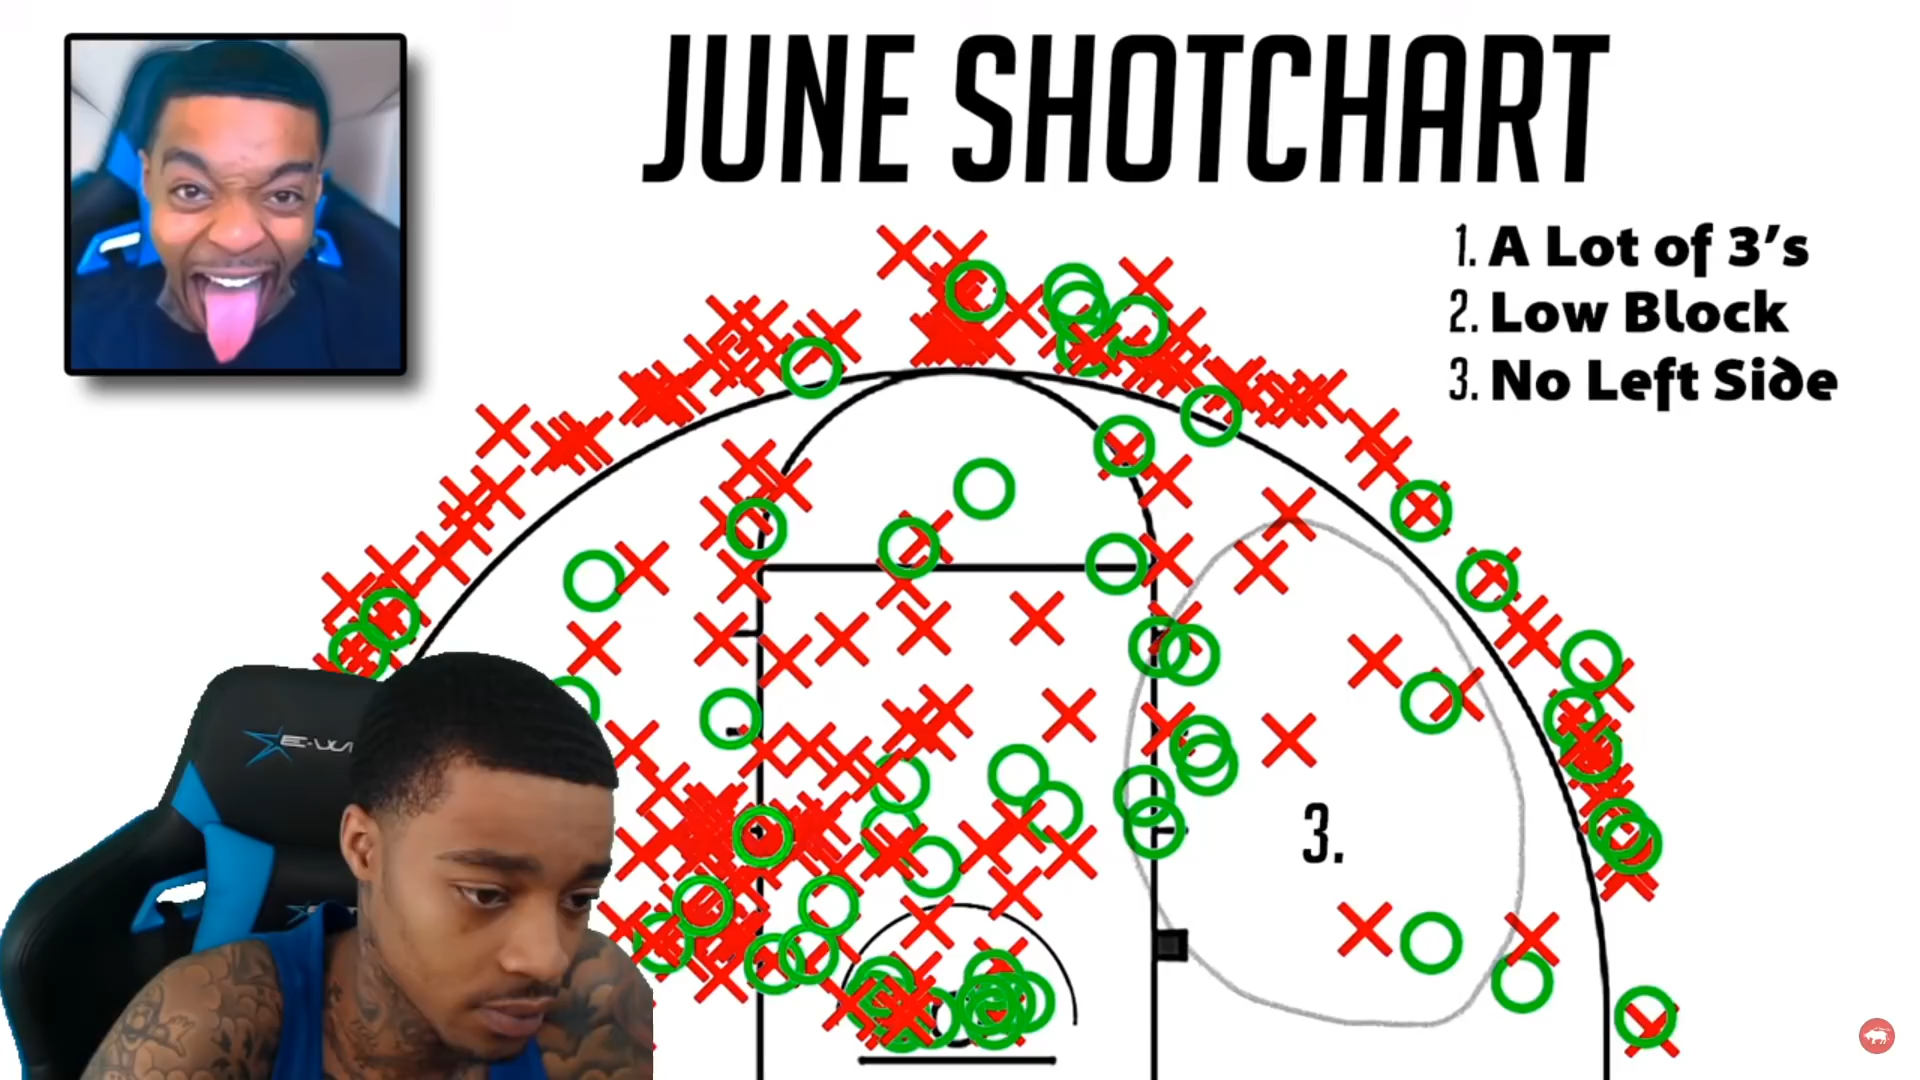 JUNE SHOTCHART
1. A Lot of 3's
2. Low Block
3. No Left Side
3.